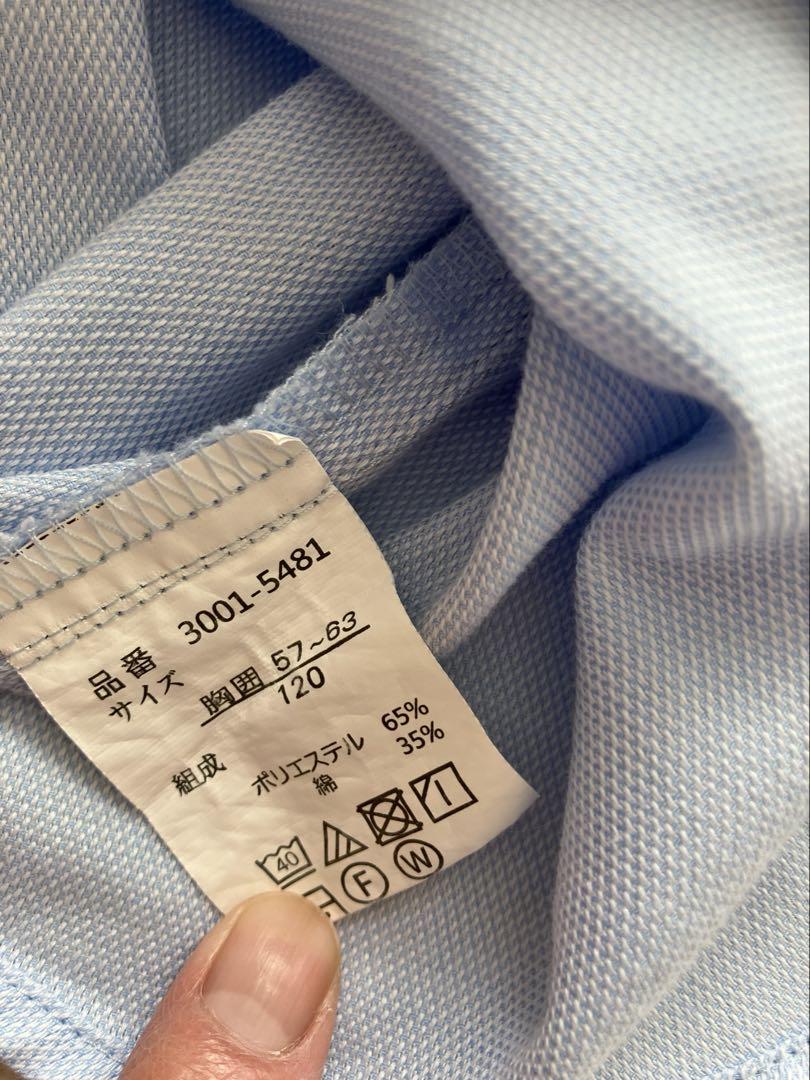 品番 3001-5481
サイズ 胸囲 57~63
120
組成 ポリエステル 65%
綿 35%
40
F W